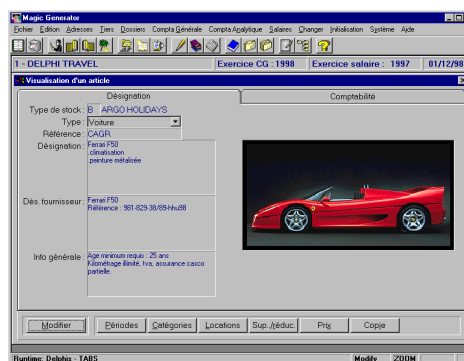 Magic Generator
Fichier Edition Adresses Tiers Dossiers Compta Générale Compta Analytique Salaires Changer Initialisation Système Aide
1 - DELPHI TRAVEL Exercice CG : 1998 Exercice salaire : 1997 01/12/98
Visualisation d'un article
Désignation Comptabilité
Type de stock : B ARGO HOLIDAYS
Type : Voiture
Référence : CAGR
Désignation : Ferrari F50
.climatisation
.peinture métalisée
Dés. fournisseur : Ferrari F50
Référence : 981-829-38/89-hhu98
Info générale : Age minimum requis : 25 ans
Kilométrage illimité, tva, assurance casco
partielle.
Modifier Périodes Catégories Locations Sup../réduc. Prix Copie
Runtime: Delphis - TABS Modify ZOOM